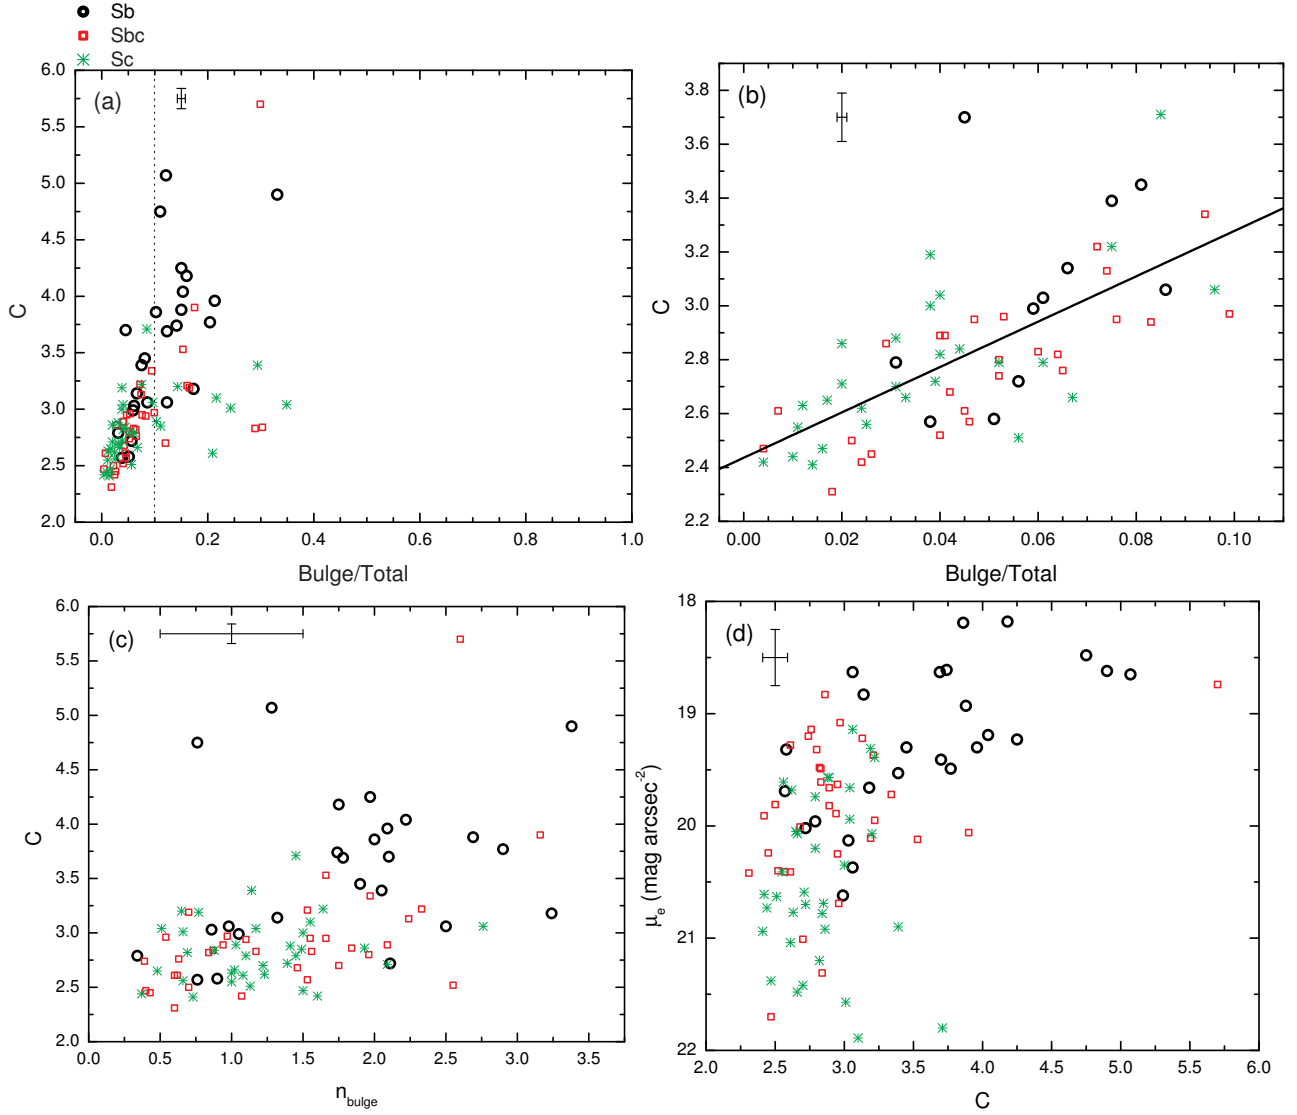 Sb
Sbc
Sc
(a)
6.0
5.5
5.0
4.5
4.0
3.5
3.0
2.5
2.0
C
0.0 0.2 0.4 0.6 0.8 1.0
Bulge/Total
(b)
3.8
3.6
3.4
3.2
3.0
2.8
2.6
2.4
2.2
C
0.00 0.02 0.04 0.06 0.08 0.10
Bulge/Total
(c)
6.0
5.5
5.0
4.5
4.0
3.5
3.0
2.5
2.0
C
0.0 0.5 1.0 1.5 2.0 2.5 3.0 3.5
n_bulge
(d)
18
19
20
21
22
μ_e (mag arcsec^-2)
2.0 2.5 3.0 3.5 4.0 4.5 5.0 5.5 6.0
C